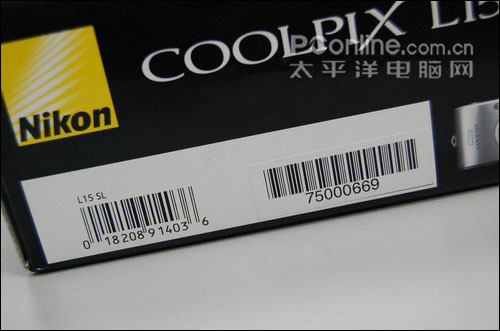 COOLPIX L15
PConline.com.cn
太平洋电脑网
Nikon
L15 SL
0 18208 91403 6
75000669